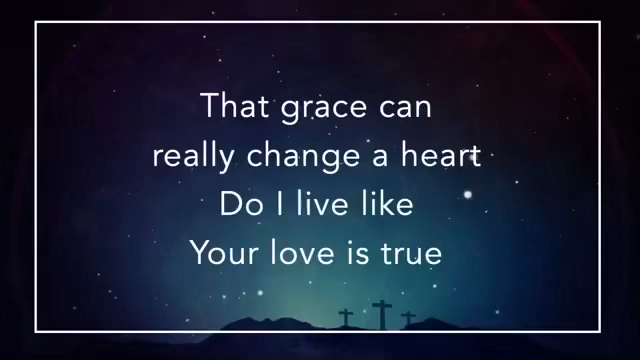 That grace can
really change a heart
Do I live like
Your love is true